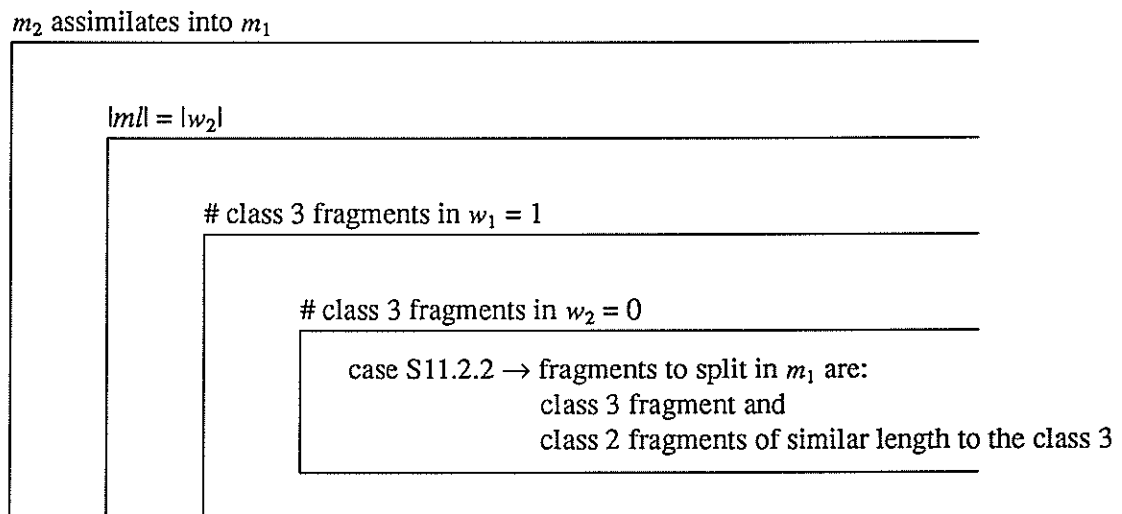 m₂ assimilates into m₁
|ml| = |w₂|
# class 3 fragments in w₁ = 1
# class 3 fragments in w₂ = 0
case S11.2.2 → fragments to split in m₁ are:
class 3 fragment and
class 2 fragments of similar length to the class 3